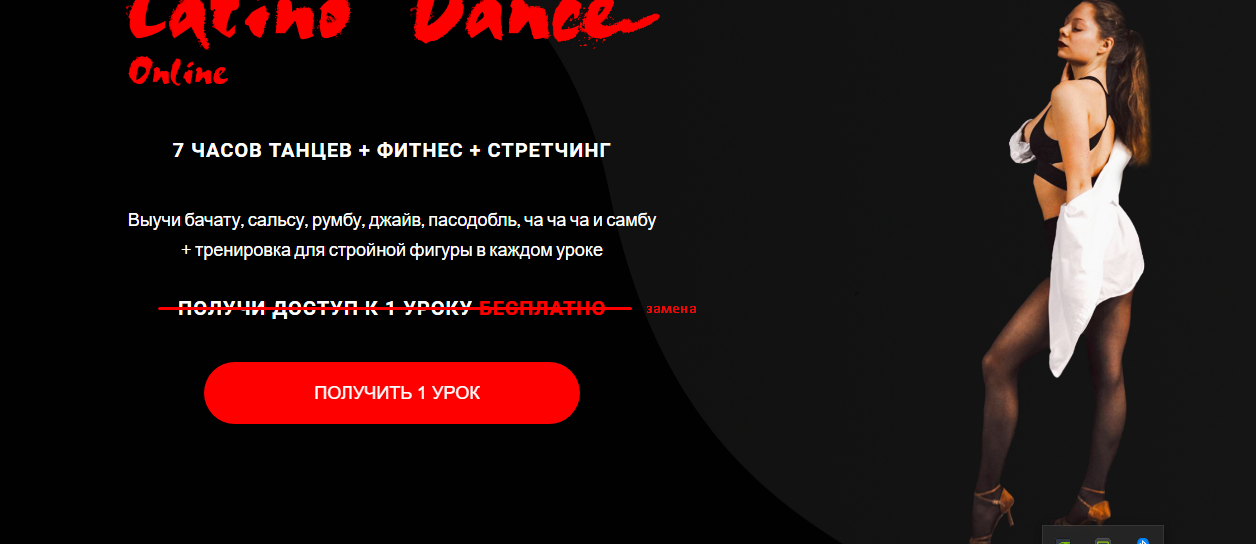 Latino Dance
Online
7 ЧАСОВ ТАНЦЕВ + ФИТНЕС + СТРЕТЧИНГ
Выучи бачату, сальсу, румбу, джайв, пасодобль, ча ча ча и самбу
+ тренировка для стройной фигуры в каждом уроке
ПОЛУЧИ ДОСТУП К 1 УРОКУ БЕСПЛАТНО замена
ПОЛУЧИТЬ 1 УРОК